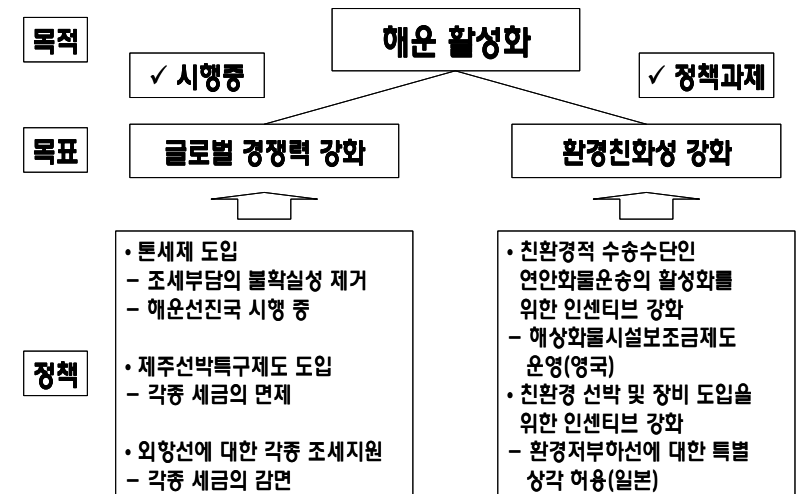 목적
해운 활성화
✓ 시행중
✓ 정책과제
목표
글로벌 경쟁력 강화
환경친화성 강화
정책
• 톤세제 도입
– 조세부담의 불확실성 제거
– 해운선진국 시행 중
• 제주선박특구제도 도입
– 각종 세금의 면제
• 외항선에 대한 각종 조세지원
– 각종 세금의 감면
• 친환경적 수송수단인
연안화물운송의 활성화를
위한 인센티브 강화
– 해상화물시설보조금제도
운영(영국)
• 친환경 선박 및 장비 도입을
위한 인센티브 강화
– 환경저부하선에 대한 특별
상각 허용(일본)